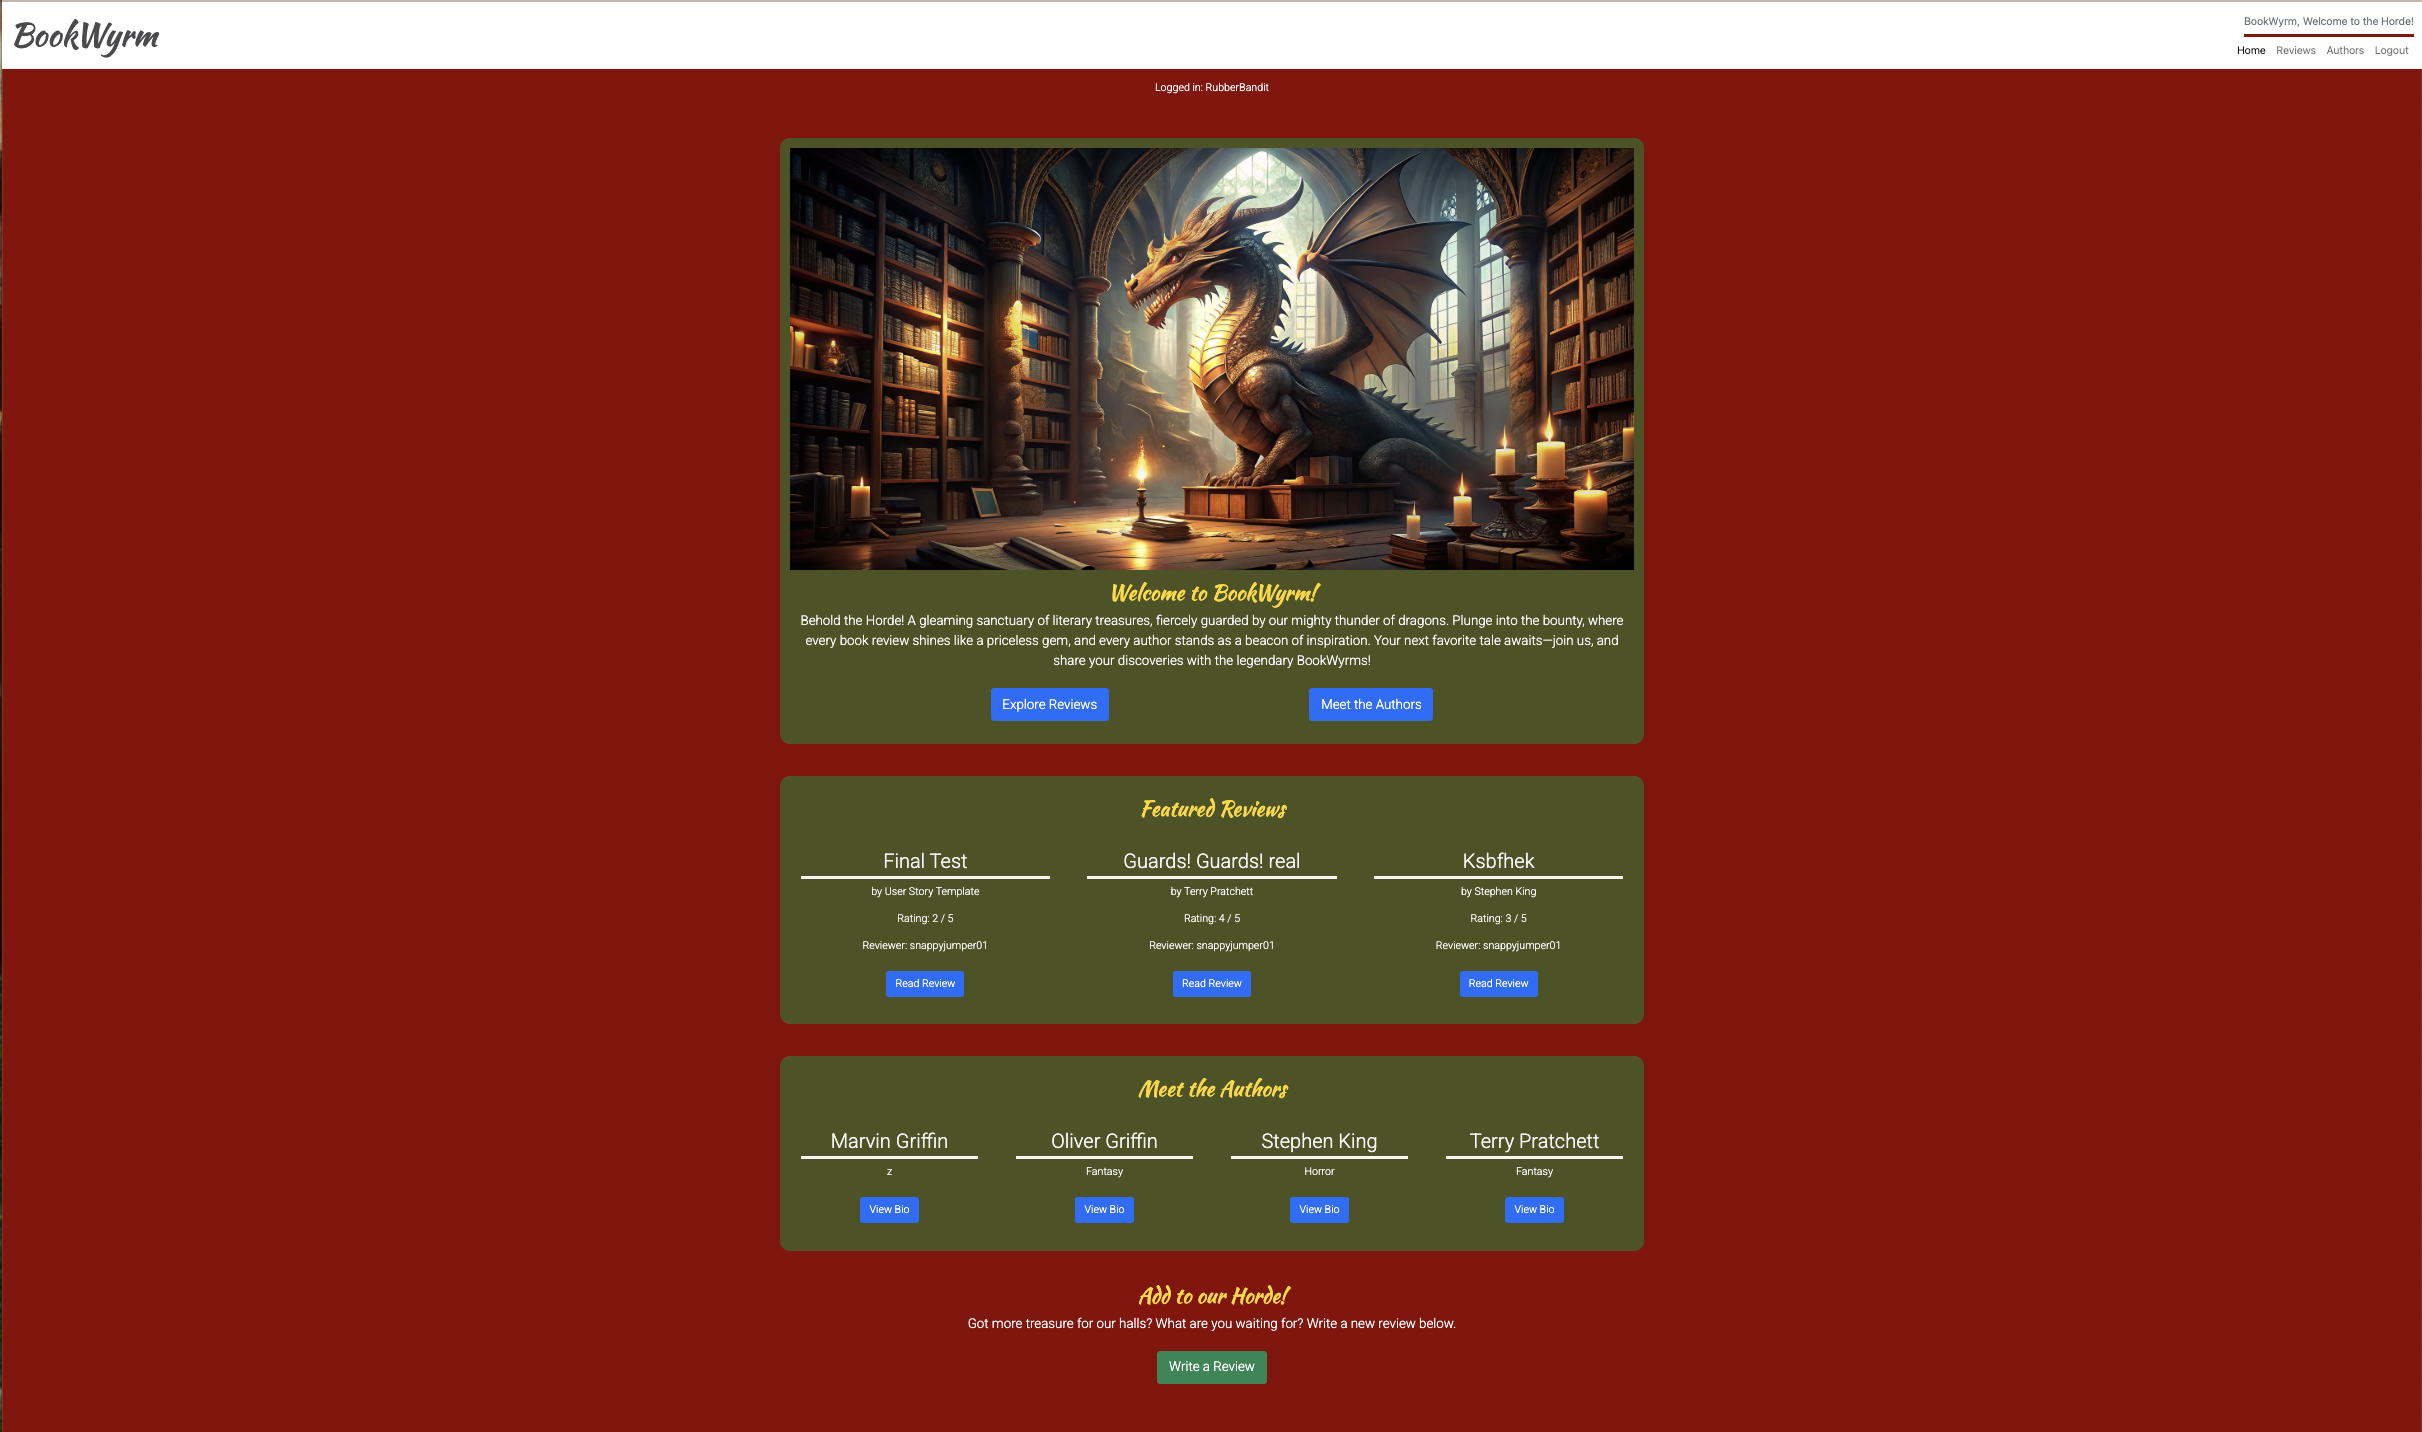 BookWyrm
BookWyrm, Welcome to the Horde!
Home Reviews Authors Logout
Logged in: RubberBandit
Welcome to BookWyrm!
Behold the Horde! A gleaming sanctuary of literary treasures, fiercely guarded by our mighty thunder of dragons. Plunge into the bounty, where
every book review shines like a priceless gem, and every author stands as a beacon of inspiration. Your next favorite tale awaits—join us, and
share your discoveries with the legendary BookWyrms!
Explore Reviews Meet the Authors
Featured Reviews
Final Test
by User Story Template
Rating: 2 / 5
Reviewer: snappyjumper01
Read Review
Guards! Guards! real
by Terry Pratchett
Rating: 4 / 5
Reviewer: snappyjumper01
Read Review
Ksbfhek
by Stephen King
Rating: 3 / 5
Reviewer: snappyjumper01
Read Review
Meet the Authors
Marvin Griffin
z
View Bio
Oliver Griffin
Fantasy
View Bio
Stephen King
Horror
View Bio
Terry Pratchett
Fantasy
View Bio
Add to our Horde!
Got more treasure for our halls? What are you waiting for? Write a new review below.
Write a Review